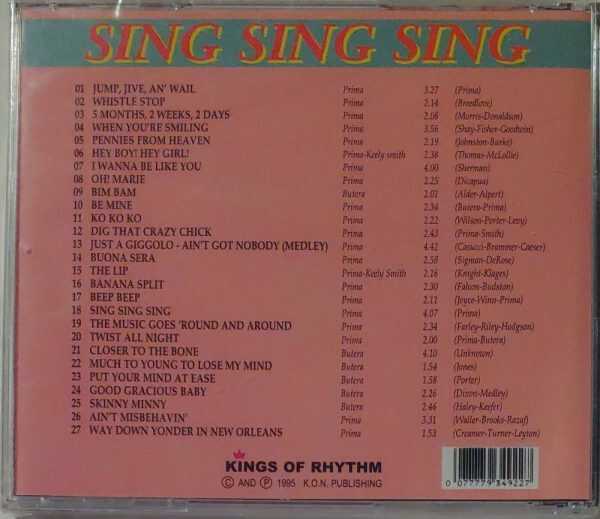 SING SING SING
01 JUMP, JIVE, AN' WAIL Prima 3.27 (Prima)
02 WHISTLE STOP Prima 2.14 (Breedlove)
03 5 MONTHS, 2 WEEKS, 2 DAYS Prima 2.08 (Morris-Donaldson)
04 WHEN YOU'RE SMILING Prima 3.56 (Shay-Fisher-Goodwin)
05 PENNIES FROM HEAVEN Prima 2.19 (Johnston-Burke)
06 HEY BOY! HEY GIRL! Prima-Keely smith 2.38 (Thomas-McLollie)
07 I WANNA BE LIKE YOU Prima 4.00 (Sherman)
08 OH! MARIE Prima 2.25 (Dicapua)
09 BIM BAM Butera 2.01 (Alder-Alpert)
10 BE MINE Prima 2.34 (Butero-Prima)
11 KO KO KO Prima 2.22 (Wilson-Porter-Levy)
12 DIG THAT CRAZY CHICK Prima 2.43 (Prima-Smith)
13 JUST A GIGGOLO - AIN'T GOT NOBODY (MEDLEY) Prima 4.42 (Casucci-Brammer-Caeser)
14 BUONA SERA Prima 2.58 (Sigman-DeRose)
15 THE LIP Prima-Keely Smith 2.18 (Knight-Klages)
16 BANANA SPLIT Prima 2.30 (Falson-Budston)
17 BEEP BEEP Prima 2.11 (Joyce-Winn-Prima)
18 SING SING SING Prima 4.07 (Prima)
19 THE MUSIC GOES 'ROUND AND AROUND Prima 2.34 (Farley-Riley-Hodgson)
20 TWIST ALL NIGHT Prima 2.00 (Prima-Butera)
21 CLOSER TO THE BONE Butera 4.10 (Unknown)
22 MUCH TO YOUNG TO LOSE MY MIND Butera 1.54 (Jones)
23 PUT YOUR MIND AT EASE Butera 1.58 (Porter)
24 GOOD GRACIOUS BABY Butera 2.26 (Dixon-Medley)
25 SKINNY MINNY Butera 2.46 (Haley-Keefer)
26 AIN'T MISBEHAVIN' Prima 3.31 (Waller-Brooks-Razaf)
27 WAY DOWN YONDER IN NEW ORLEANS Prima 1.53 (Creamer-Turner-Leyton)
KINGS OF RHYTHM
© AND ℗ 1995 K.O.N. PUBLISHING
0 077779 349227